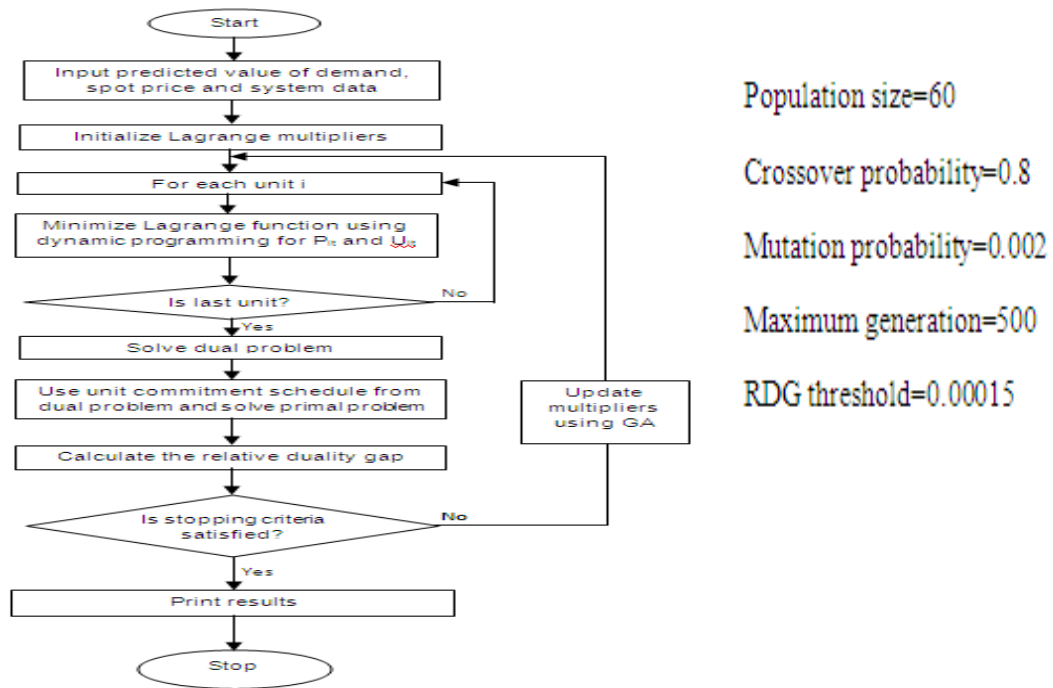 Start
Input predicted value of demand,
spot price and system data
Initialize Lagrange multipliers
For each unit i
Minimize Lagrange function using
dynamic programming for Pit and Uit
Is last unit?
No
Yes
Solve dual problem
Use unit commitment schedule from
dual problem and solve primal problem
Calculate the relative duality gap
Is stopping criteria
satisfied?
No
Update
multipliers
using GA
Yes
Print results
Stop
Population size=60
Crossover probability=0.8
Mutation probability=0.002
Maximum generation=500
RDG threshold=0.00015